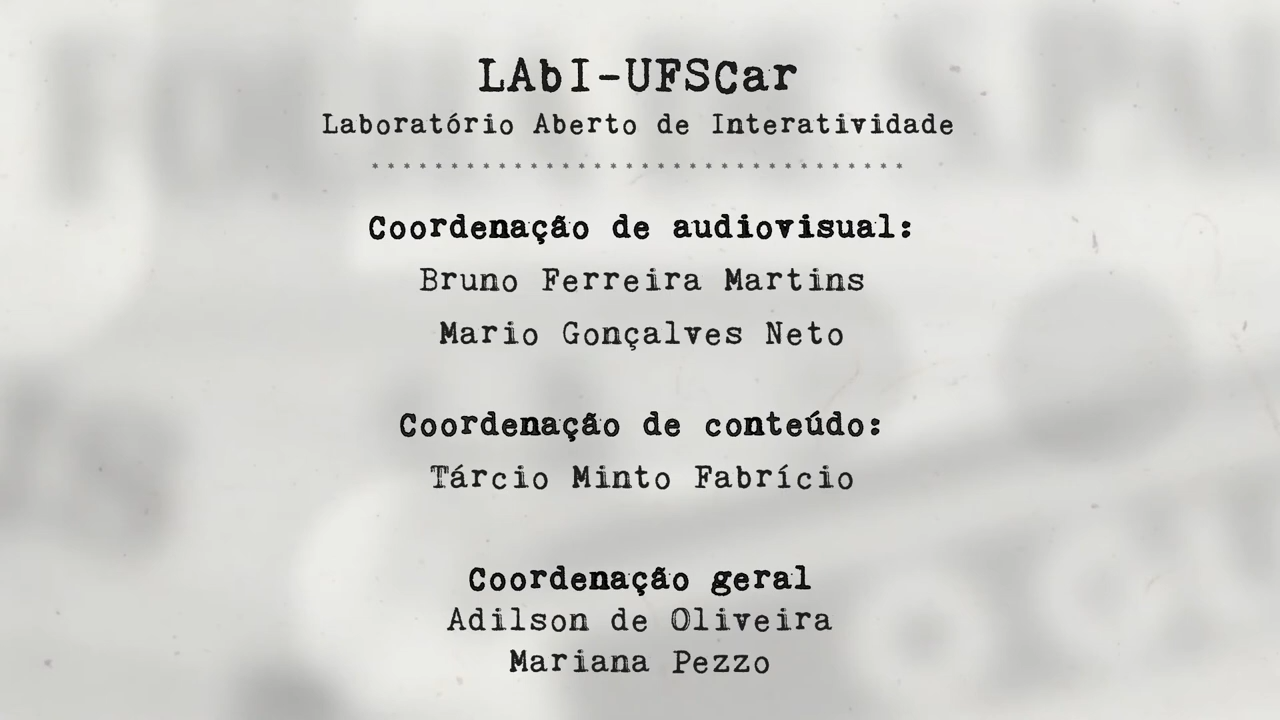 LAbI-UFSCar
Laboratório Aberto de Interatividade
**********************************
Coordenação de audiovisual:
Bruno Ferreira Martins
Mario Gonçalves Neto
Coordenação de conteúdo:
Tárcio Minto Fabrício
Coordenação geral
Adilson de Oliveira
Mariana Pezzo